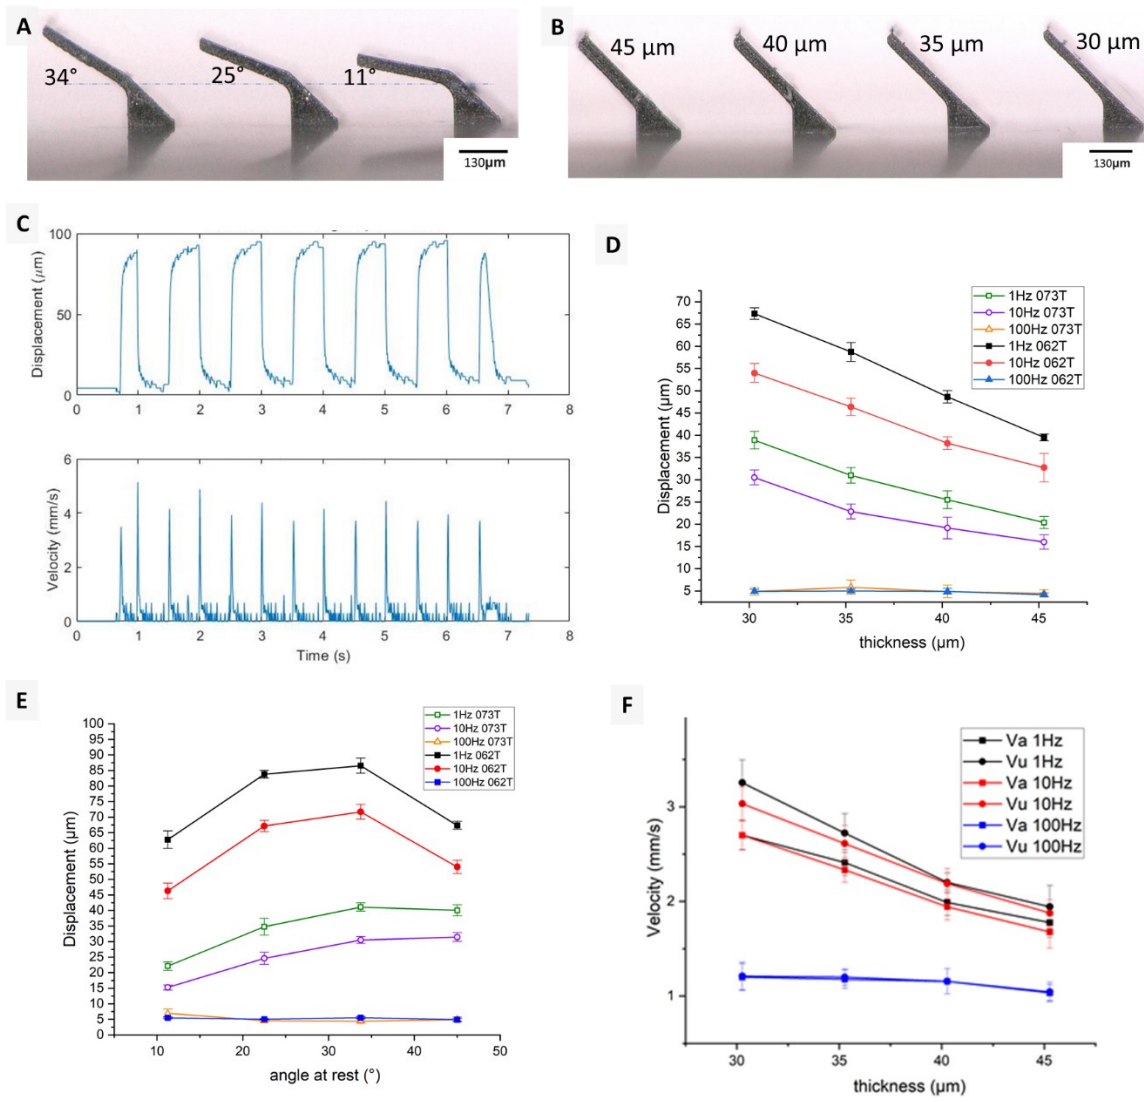 A
34°
25°
11°
130μm
B
45 μm
40 μm
35 μm
30 μm
130μm
C
100
50
0
Displacement (μm)
0 1 2 3 4 5 6 7 8
6
4
2
0
Velocity (mm/s)
0 1 2 3 4 5 6 7 8
Time (s)
D
70
65
60
55
50
45
40
35
30
25
20
15
10
5
Displacement (μm)
1Hz 073T
10Hz 073T
100Hz 073T
1Hz 062T
10Hz 062T
100Hz 062T
30 35 40 45
thickness (μm)
E
100
95
90
85
80
75
70
65
60
55
50
45
40
35
30
25
20
15
10
5
0
Displacement (μm)
1Hz 073T
10Hz 073T
100Hz 073T
1Hz 062T
10Hz 062T
100Hz 062T
10 20 30 40 50
angle at rest (°)
F
3
2
1
Velocity (mm/s)
Va 1Hz
Vu 1Hz
Va 10Hz
Vu 10Hz
Va 100Hz
Vu 100Hz
30 35 40 45
thickness (μm)